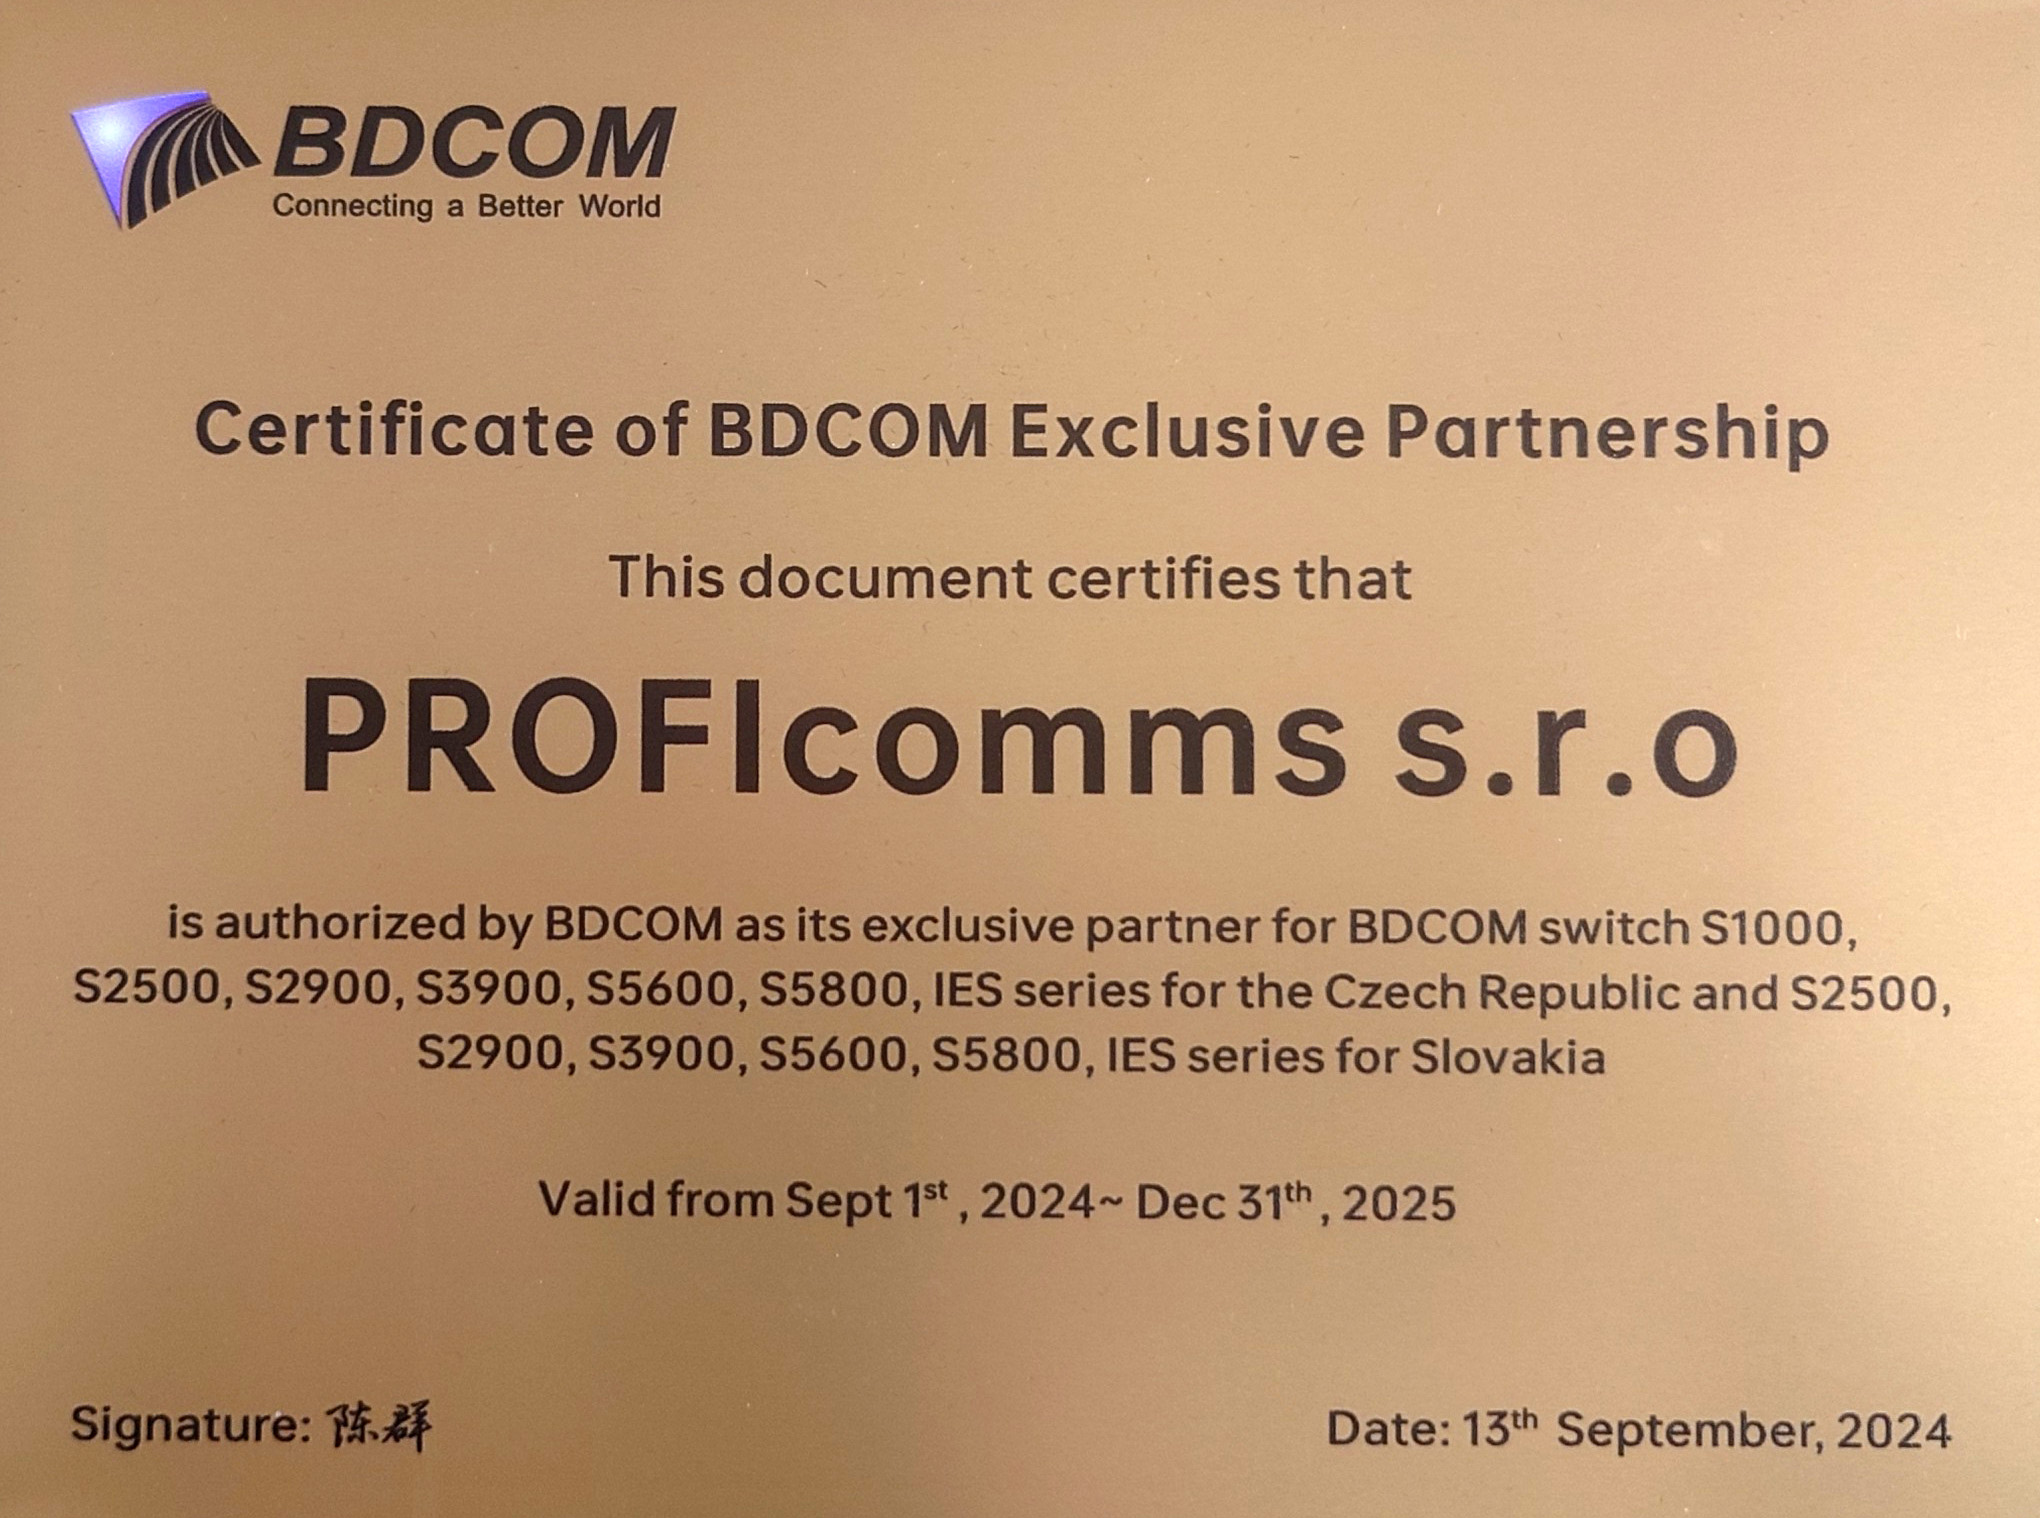 BDCOM
Connecting a Better World
Certificate of BDCOM Exclusive Partnership
This document certifies that
PROFIcomms s.r.o
is authorized by BDCOM as its exclusive partner for BDCOM switch S1000,
S2500, S2900, S3900, S5600, S5800, IES series for the Czech Republic and S2500,
S2900, S3900, S5600, S5800, IES series for Slovakia
Valid from Sept 1st , 2024~ Dec 31th, 2025
Signature: 陈群
Date: 13th September, 2024